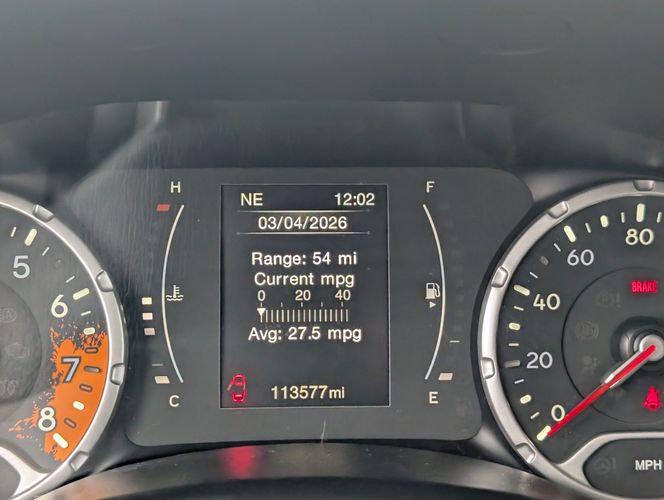 H
NE 12:02
F
03/04/2026
5
80
Range: 54 mi
60
Current mpg
BRAKE
6
0 20 40
40
Avg: 27.5 mpg
7
20
113577mi
C
E
8
0
MPH